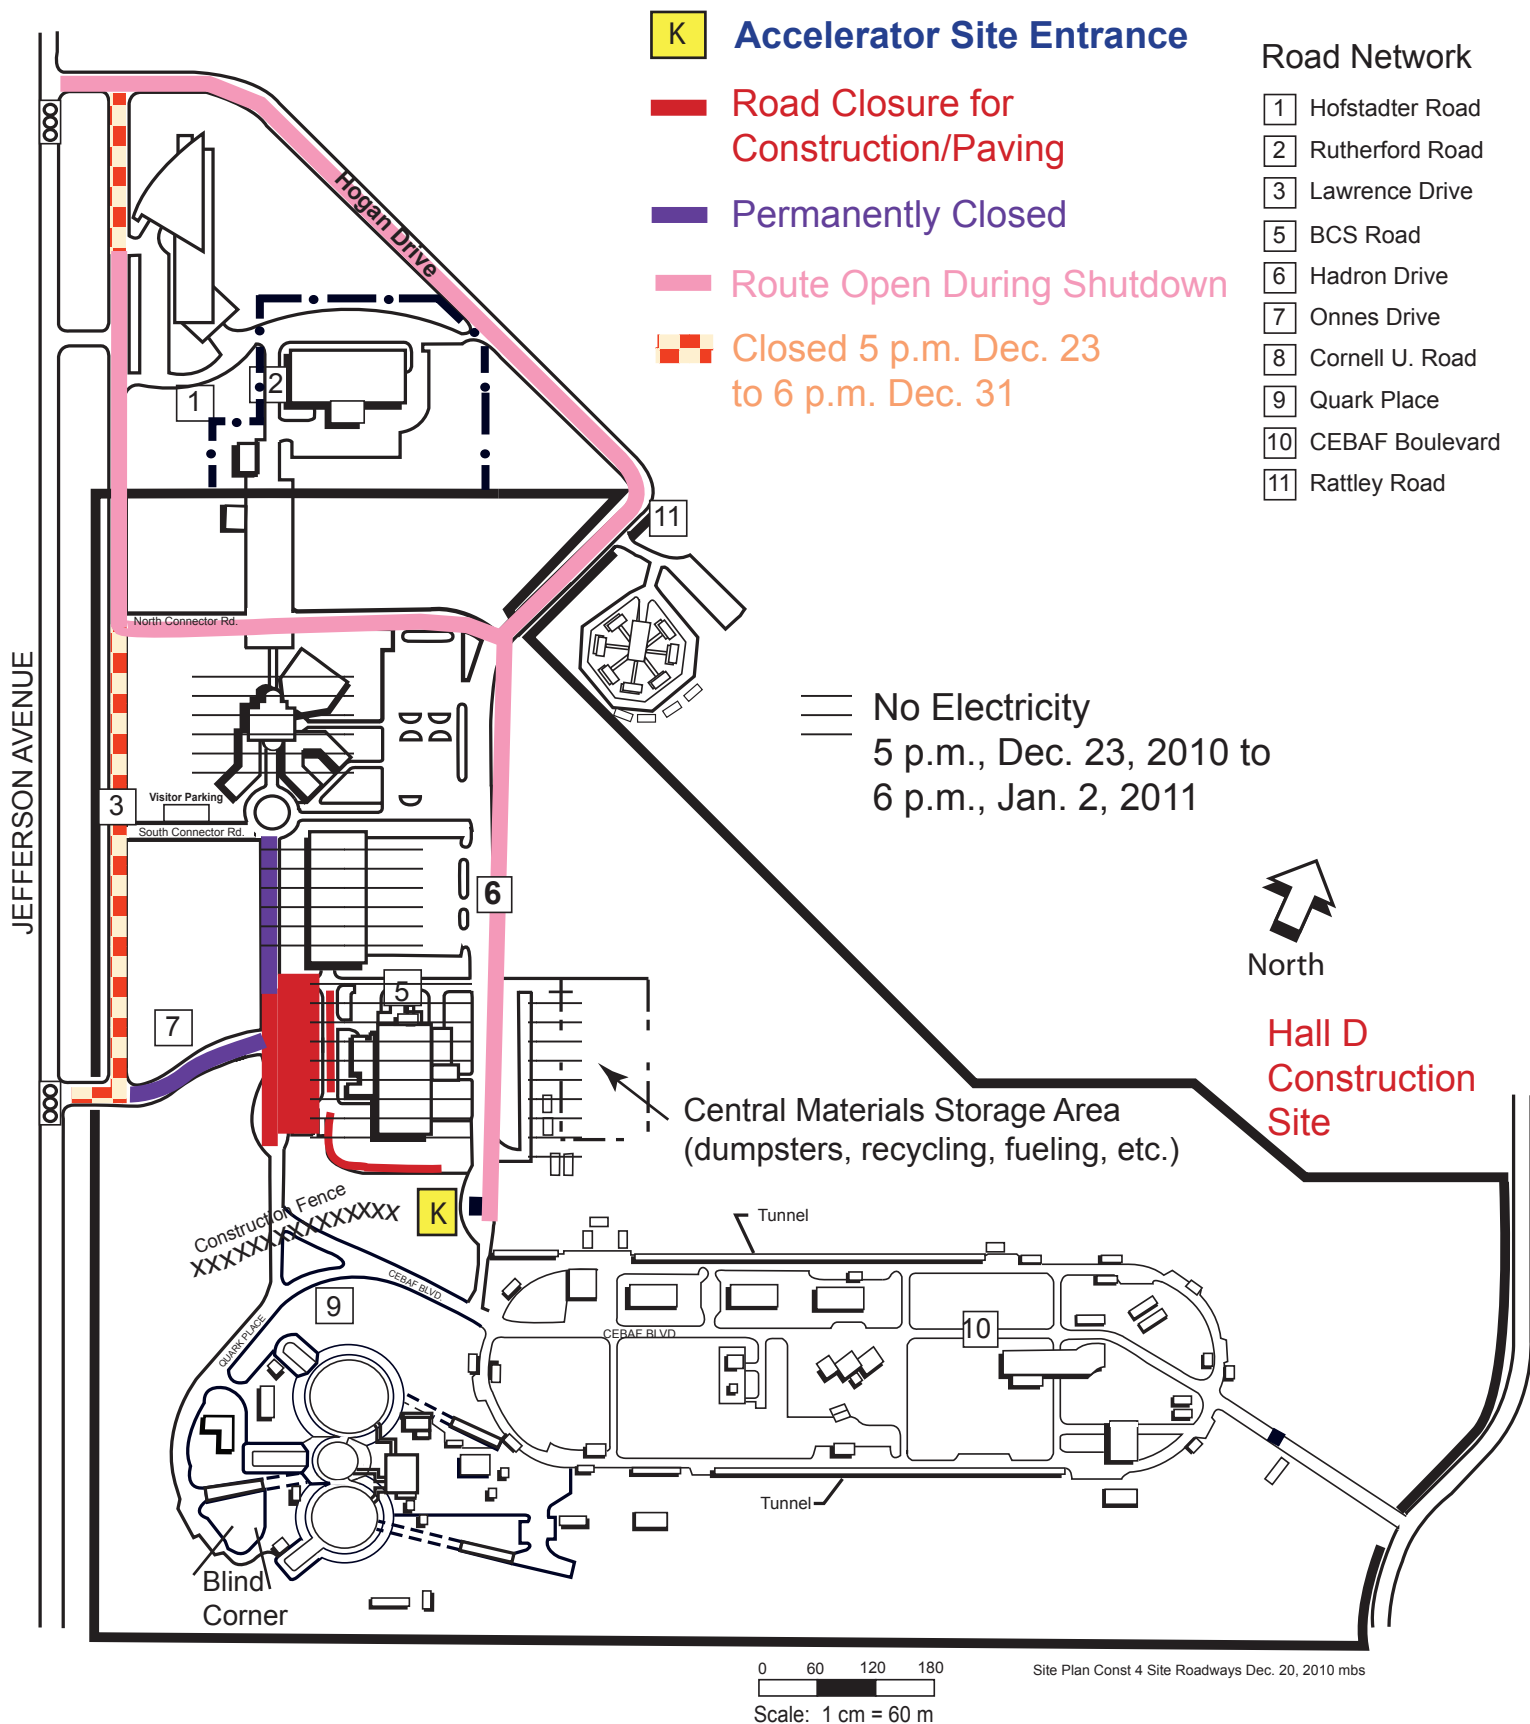 K Accelerator Site Entrance
Road Closure for
Construction/Paving
Permanently Closed
Route Open During Shutdown
Closed 5 p.m. Dec. 23
to 6 p.m. Dec. 31
Road Network
1 Hofstadter Road
2 Rutherford Road
3 Lawrence Drive
5 BCS Road
6 Hadron Drive
7 Onnes Drive
8 Cornell U. Road
9 Quark Place
10 CEBAF Boulevard
11 Rattley Road
Hogan Drive
2
1
11
North Connector Rd.
JEFFERSON AVENUE
No Electricity
5 p.m., Dec. 23, 2010 to
6 p.m., Jan. 2, 2011
3
Visitor Parking
South Connector Rd.
6
North
5
7
Hall D
Construction
Site
Central Materials Storage Area
(dumpsters, recycling, fueling, etc.)
K
Construction Fence
XXXXXXXXXXXXXXX
Tunnel
CEBAF BLVD.
9
QUARK PLACE
CEBAF BLVD
10
Tunnel
Blind
Corner
0 60 120 180
Scale: 1 cm = 60 m
Site Plan Const 4 Site Roadways Dec. 20, 2010 mbs